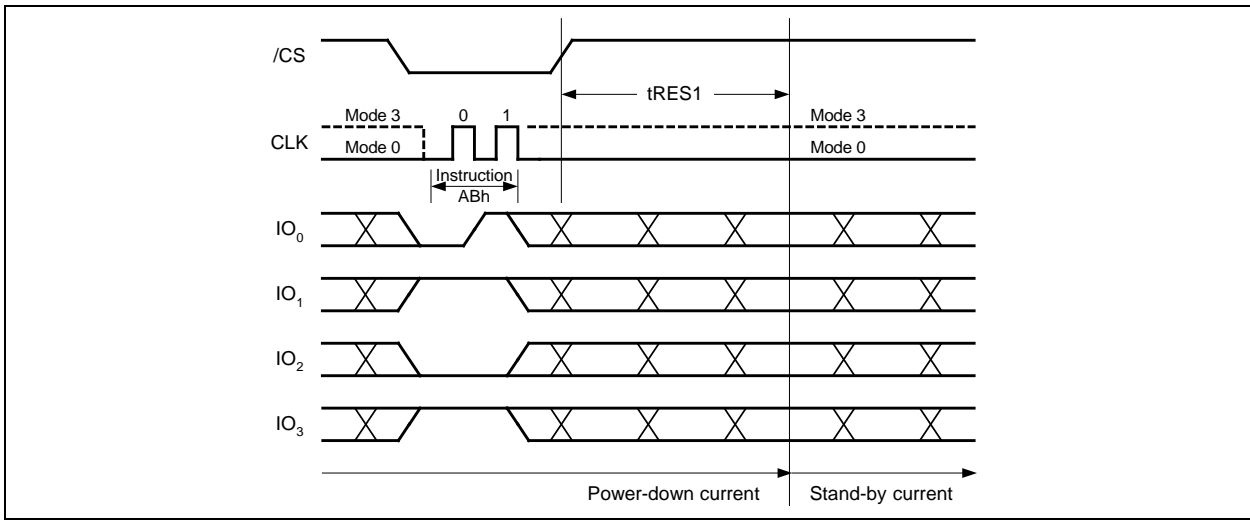 /CS
tRES1
Mode 3 0 1 Mode 3
CLK
Mode 0 Mode 0
Instruction
ABh
IO0
IO1
IO2
IO3
Power-down current Stand-by current